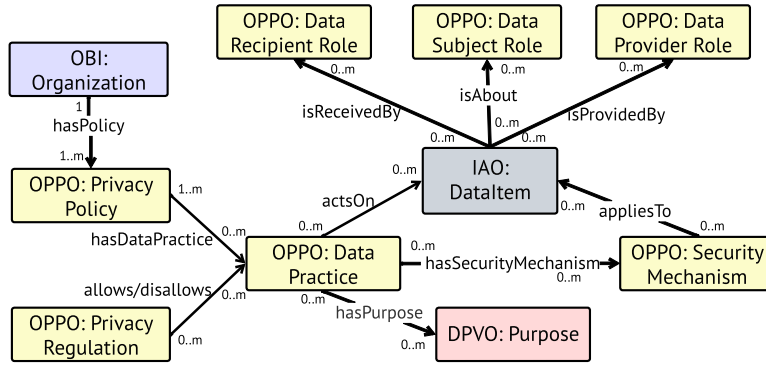 OPPO: Data
Recipient Role
OPPO: Data
Subject Role
OPPO: Data
Provider Role
OBI:
Organization
0..m
0..m
0..m
1
hasPolicy
isReceivedBy
isAbout
isProvidedBy
0..m
0..m
0..m
1..m
OPPO: Privacy
Policy
1..m
0..m
IAO:
DataItem
actsOn
0..m
appliesTo
0..m
0..m
0..m
hasDataPractice
OPPO: Data
Practice
0..m
hasSecurityMechanism
0..m
OPPO: Security
Mechanism
allows/disallows
0..m
0..m
hasPurpose
0..m
OPPO: Privacy
Regulation
0..m
DPVO: Purpose